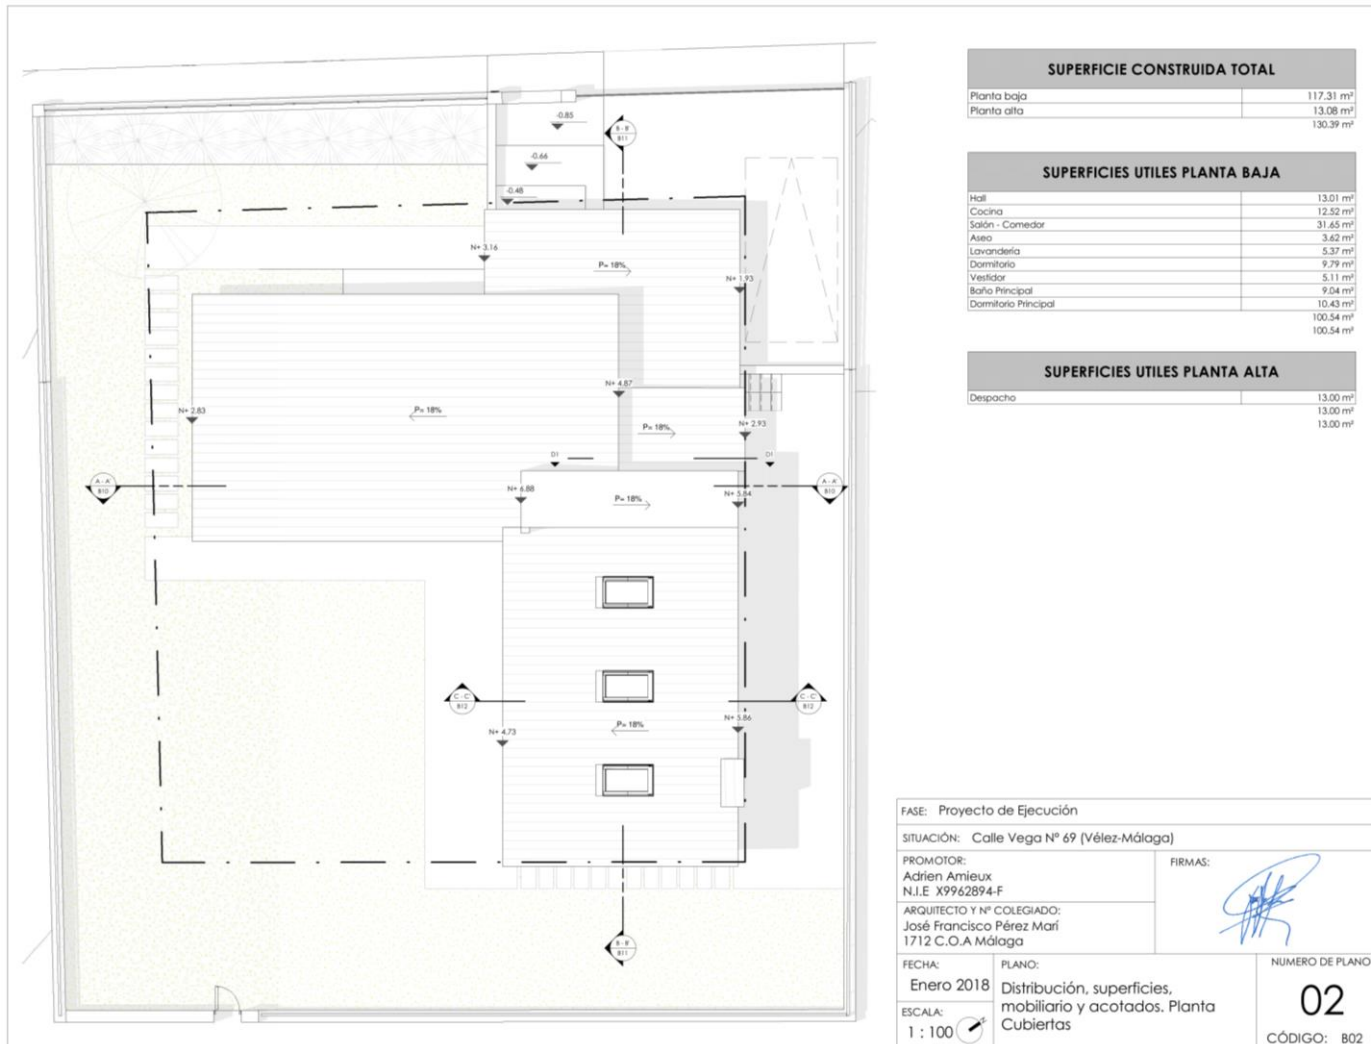 SUPERFICIE CONSTRUIDA TOTAL
Planta baja 117.31 m²
Planta alta 13.08 m²
130.39 m²
SUPERFICIES UTILES PLANTA BAJA
Hall 13.01 m²
Cocina 12.52 m²
Salón - Comedor 31.65 m²
Aseo 3.62 m²
Lavandería 5.37 m²
Dormitorio 9.79 m²
Vestidor 5.11 m²
Baño Principal 9.04 m²
Dormitorio Principal 10.43 m²
100.54 m²
100.54 m²
SUPERFICIES UTILES PLANTA ALTA
Despacho 13.00 m²
13.00 m²
13.00 m²
-0.85
B - B'
B11
-0.66
-0.48
N+ 3.16
P= 18%
N+ 1.93
N+ 4.87
N+ 2.83
P= 18%
P= 18%
N+ 2.93
D1
D1
A - A'
B10
N+ 6.88
P= 18%
N+ 5.84
A - A'
B10
C - C'
B12
C - C'
B12
N+ 4.73
P= 18%
N+ 5.86
B - B'
B11
FASE: Proyecto de Ejecución
SITUACIÓN: Calle Vega Nº 69 (Vélez-Málaga)
PROMOTOR:
Adrien Amieux
N.I.E X9962894-F
FIRMAS:
ARQUITECTO Y Nº COLEGIADO:
José Francisco Pérez Marí
1712 C.O.A Málaga
FECHA:
Enero 2018
ESCALA:
1 : 100
N
PLANO:
Distribución, superficies,
mobiliario y acotados. Planta
Cubiertas
NUMERO DE PLANO
02
CÓDIGO: B02